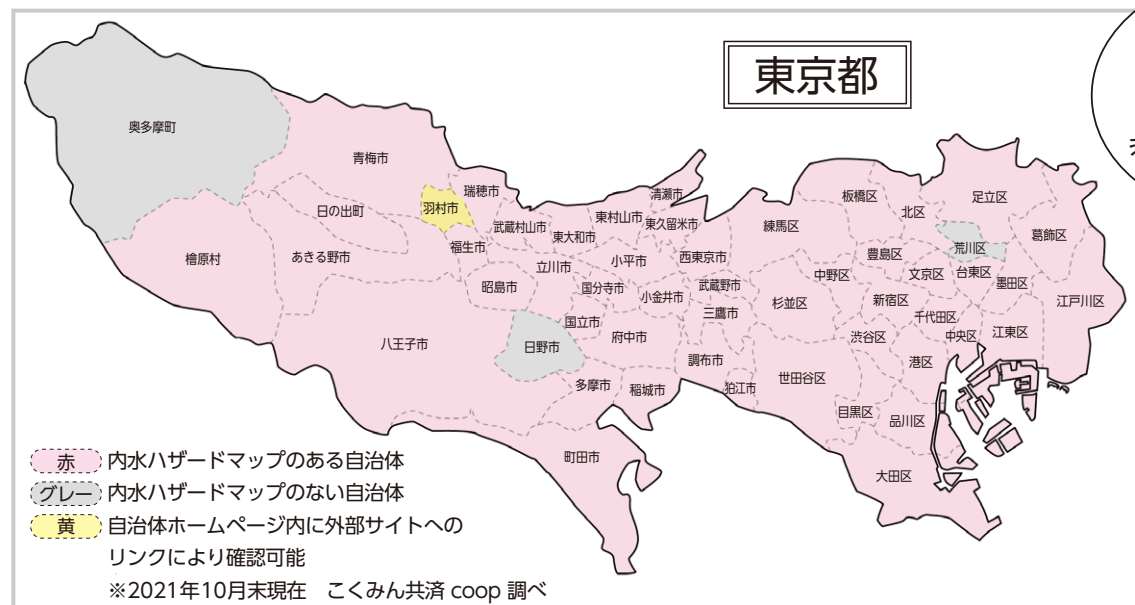 東京都
奥多摩町
青梅市
瑞穂町
羽村市
日の出町
檜原村
あきる野市
福生市
武蔵村山市
東大和市
東村山市
清瀬市
東久留米市
昭島市
立川市
小平市
西東京市
国分寺市
小金井市
武蔵野市
三鷹市
国立市
府中市
調布市
狛江市
八王子市
日野市
多摩市
稲城市
町田市
練馬区
板橋区
北区
足立区
葛飾区
荒川区
豊島区
文京区
台東区
墨田区
江戸川区
中野区
杉並区
新宿区
千代田区
中央区
江東区
渋谷区
港区
世田谷区
目黒区
品川区
大田区
赤 内水ハザードマップのある自治体
グレー 内水ハザードマップのない自治体
黄 自治体ホームページ内に外部サイトへの
リンクにより確認可能
※2021年10月末現在 こくみん共済 coop 調べ